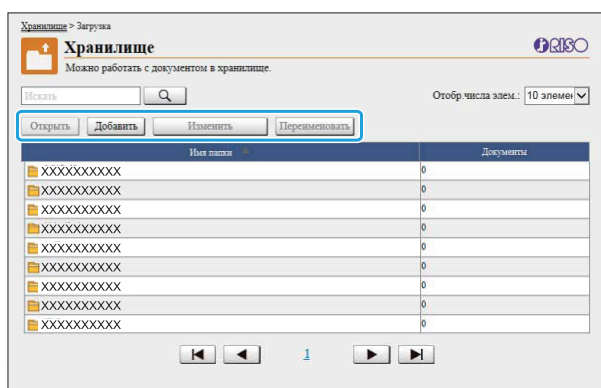 Хранилище > Загрузка
Хранилище
RISO
Можно работать с документом в хранилище.
Искать
Отобр.числа элем.: 10 элемен
Открыть Добавить Изменить Переименовать
Имя папки Документы
XXXXXXXXXX 0
XXXXXXXXXX 0
XXXXXXXXXX 0
XXXXXXXXXX 0
XXXXXXXXXX 0
XXXXXXXXXX 0
XXXXXXXXXX 0
XXXXXXXXXX 0
XXXXXXXXXX 0
1